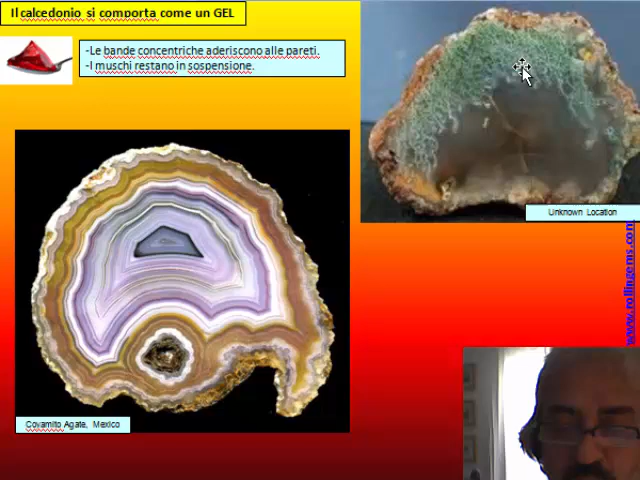 Il calcedonio si comporta come un GEL
-Le bande concentriche aderiscono alle pareti.
-I muschi restano in sospensione.
Unknown Location
www.rollingems.com
Coyamito Agate, Mexico